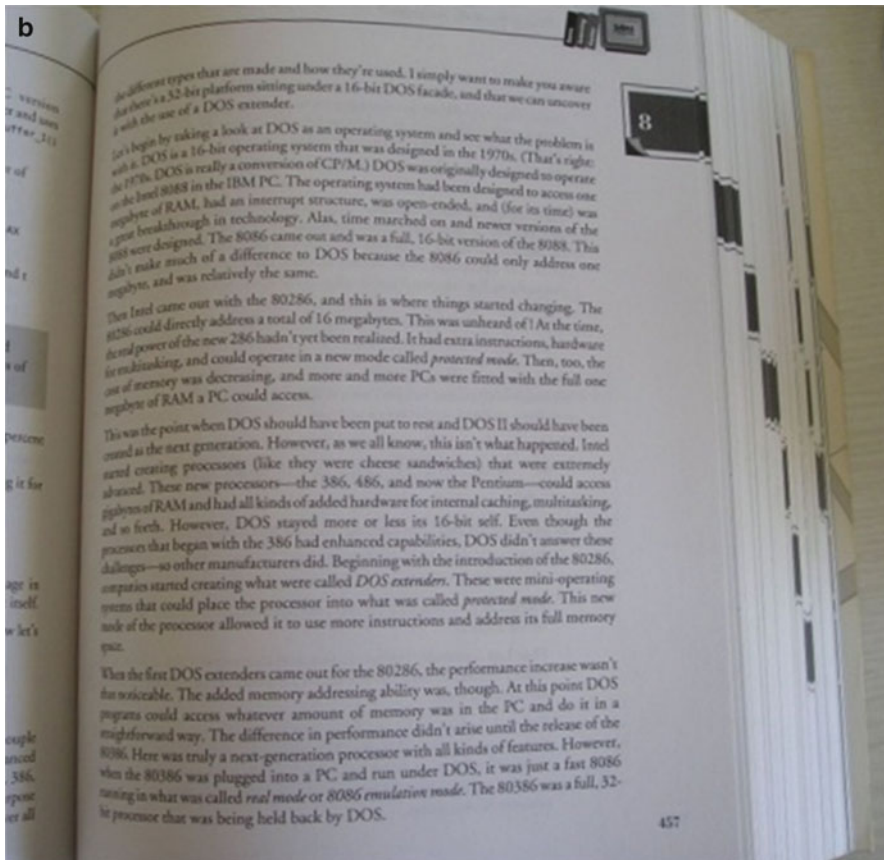 b
the different types that are made and how they're used. I simply want to make you aware
that there's a 32-bit platform sitting under a 16-bit DOS facade, and that we can uncover
it with the use of a DOS extender.
Let's begin by taking a look at DOS as an operating system and see what the problem is
with it. DOS is a 16-bit operating system that was designed in the 1970s. (That's right:
the 1970s. DOS is really a conversion of CP/M.) DOS was originally designed to operate
on the Intel 8088 in the IBM PC. The operating system had been designed to access one
megabyte of RAM, had an interrupt structure, was open-ended, and (for its time) was
a great breakthrough in technology. Alas, time marched on and newer versions of the
8088 were designed. The 8086 came out and was a full, 16-bit version of the 8088. This
didn't make much of a difference to DOS because the 8086 could only address one
megabyte, and was relatively the same.
Then Intel came out with the 80286, and this is where things started changing. The
80286 could directly address a total of 16 megabytes. This was unheard of! At the time,
the real power of the new 286 hadn't yet been realized. It had extra instructions, hardware
for multitasking, and could operate in a new mode called protected mode. Then, too, the
cost of memory was decreasing, and more and more PCs were fitted with the full one
megabyte of RAM a PC could access.
This was the point when DOS should have been put to rest and DOS II should have been
created as the next generation. However, as we all know, this isn't what happened. Intel
started creating processors (like they were cheese sandwiches) that were extremely
advanced. These new processors—the 386, 486, and now the Pentium—could access
gigabytes of RAM and had all kinds of added hardware for internal caching, multitasking,
and so forth. However, DOS stayed more or less its 16-bit self. Even though the
processors that began with the 386 had enhanced capabilities, DOS didn't answer these
challenges—so other manufacturers did. Beginning with the introduction of the 80286,
companies started creating what were called DOS extenders. These were mini-operating
systems that could place the processor into what was called protected mode. This new
mode of the processor allowed it to use more instructions and address its full memory
space.
When the first DOS extenders came out for the 80286, the performance increase wasn't
that noticeable. The added memory addressing ability was, though. At this point DOS
programs could access whatever amount of memory was in the PC and do it in a
straightforward way. The difference in performance didn't arise until the release of the
80386. Here was truly a next-generation processor with all kinds of features. However,
when the 80386 was plugged into a PC and run under DOS, it was just a fast 8086
running in what was called real mode or 8086 emulation mode. The 80386 was a full, 32-
bit processor that was being held back by DOS.
457
8